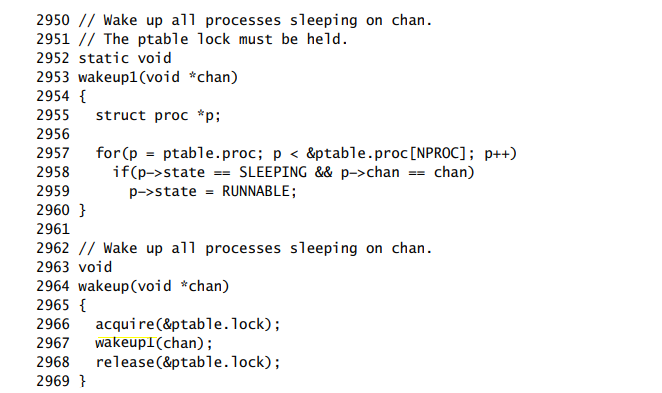 2950 // Wake up all processes sleeping on chan.
2951 // The ptable lock must be held.
2952 static void
2953 wakeup1(void *chan)
2954 {
2955   struct proc *p;
2956
2957   for(p = ptable.proc; p < &ptable.proc[NPROC]; p++)
2958     if(p->state == SLEEPING && p->chan == chan)
2959       p->state = RUNNABLE;
2960 }
2961
2962 // Wake up all processes sleeping on chan.
2963 void
2964 wakeup(void *chan)
2965 {
2966   acquire(&ptable.lock);
2967   wakeup1(chan);
2968   release(&ptable.lock);
2969 }